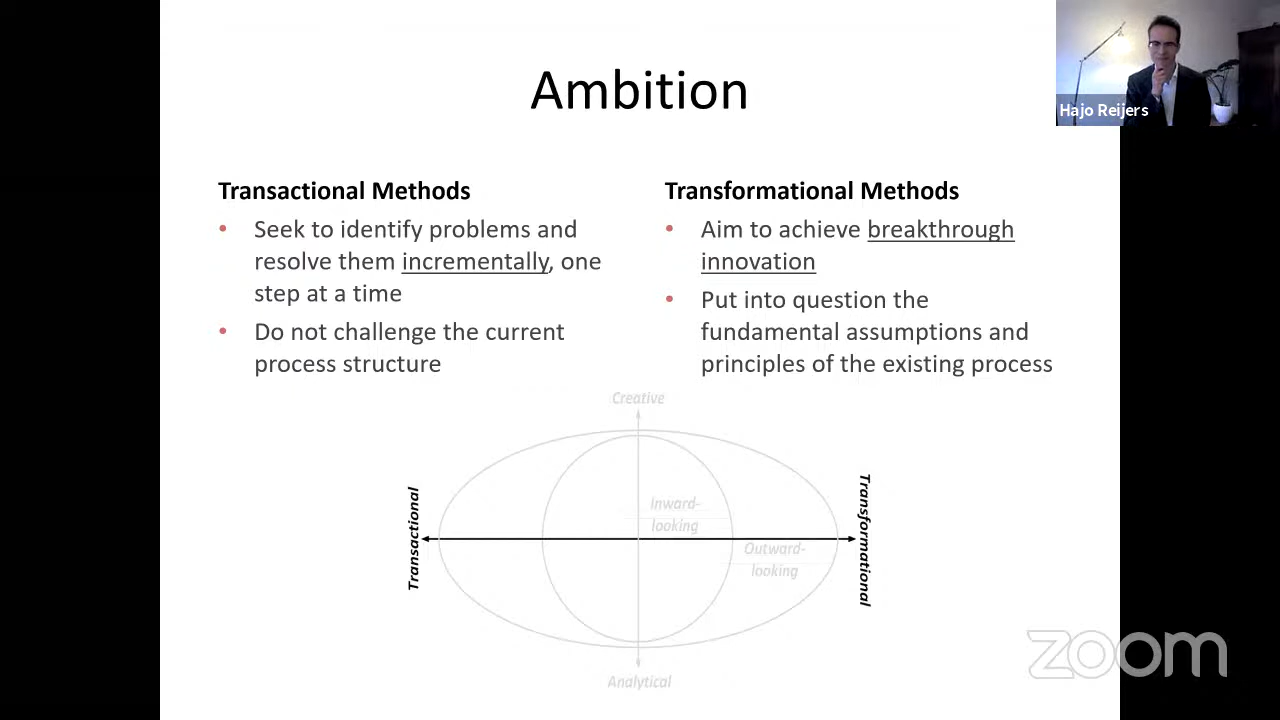 Ambition
Hajo Reijers
Transactional Methods
• Seek to identify problems and
resolve them incrementally, one
step at a time
• Do not challenge the current
process structure
Transformational Methods
• Aim to achieve breakthrough
innovation
• Put into question the
fundamental assumptions and
principles of the existing process
Creative
Transactional
Inward-
looking
Outward-
looking
Transformational
Analytical
zoom